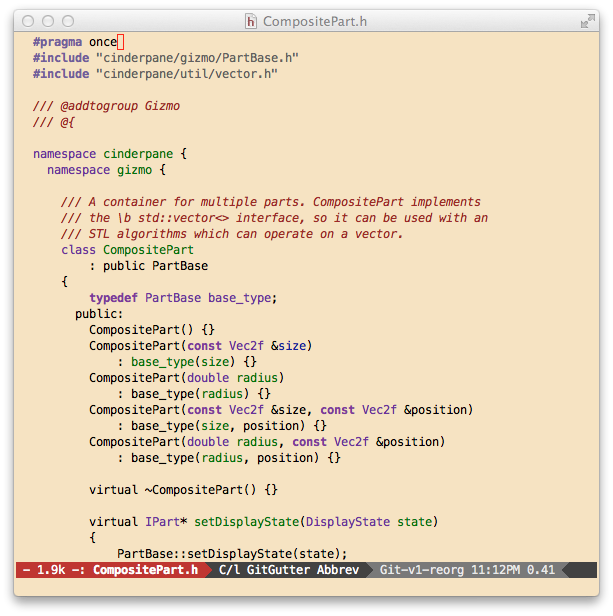 CompositePart.h
#pragma once
#include "cinderpane/gizmo/PartBase.h"
#include "cinderpane/util/vector.h"
/// @addtogroup Gizmo
/// @{
namespace cinderpane {
namespace gizmo {
/// A container for multiple parts. CompositePart implements
/// the \b std::vector<> interface, so it can be used with an
/// STL algorithms which can operate on a vector.
class CompositePart
: public PartBase
{
typedef PartBase base_type;
public:
CompositePart() {}
CompositePart(const Vec2f &size)
: base_type(size) {}
CompositePart(double radius)
: base_type(radius) {}
CompositePart(const Vec2f &size, const Vec2f &position)
: base_type(size, position) {}
CompositePart(double radius, const Vec2f &position)
: base_type(radius, position) {}
virtual ~CompositePart() {}
virtual IPart* setDisplayState(DisplayState state)
{
PartBase::setDisplayState(state);
- 1.9k -: CompositePart.h C/l GitGutter Abbrev Git-v1-reorg 11:12PM 0.41